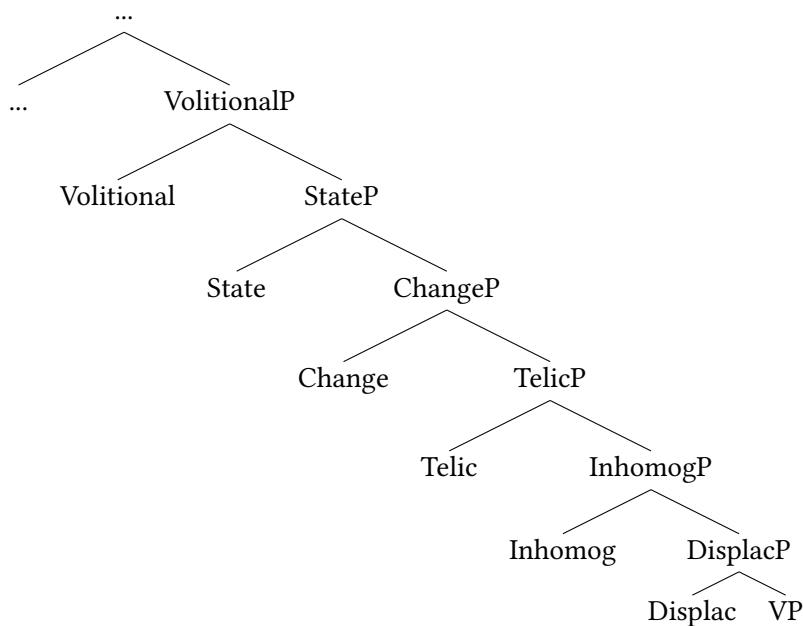 ...
... VolitionalP
Volitional StateP
State ChangeP
Change TelicP
Telic InhomogP
Inhomog DisplacP
Displac VP